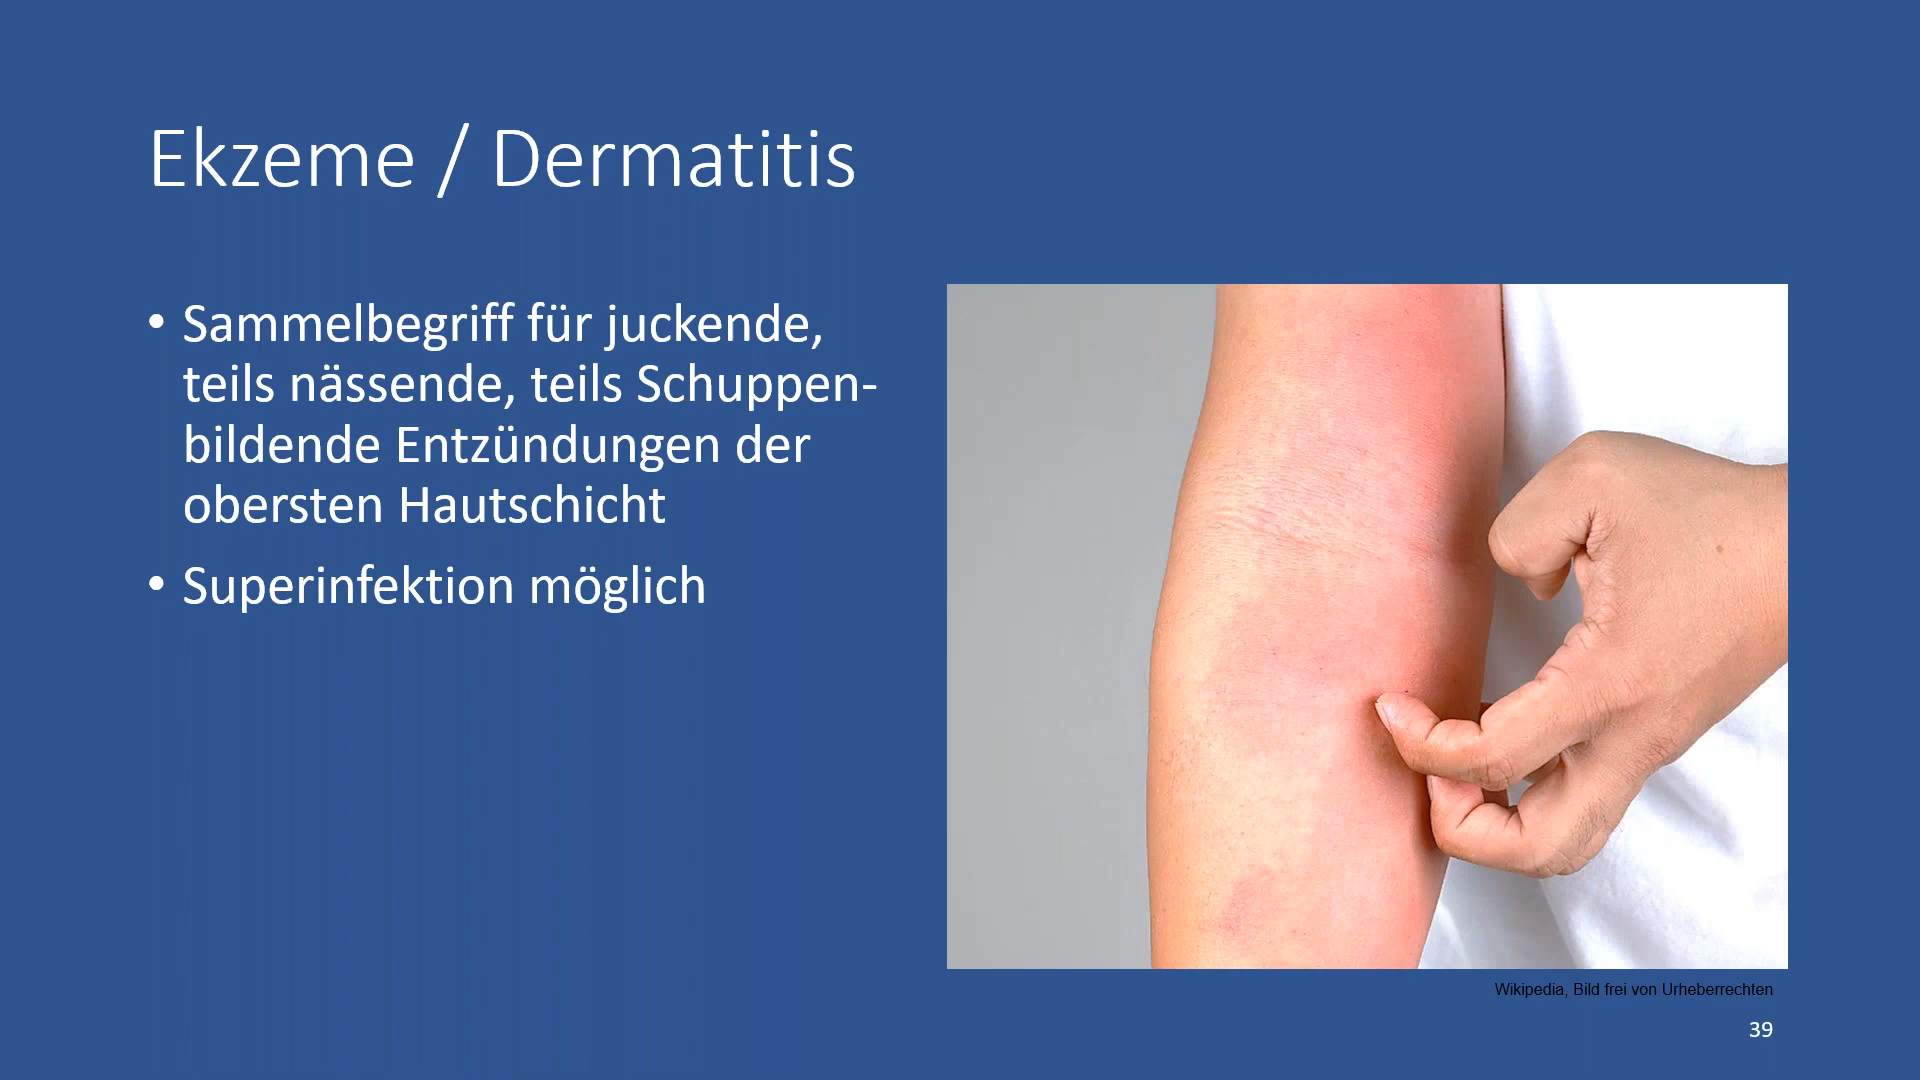 Ekzeme / Dermatitis
• Sammelbegriff für juckende,
teils nässende, teils Schuppen-
bildende Entzündungen der
obersten Hautschicht
• Superinfektion möglich
Wikipedia, Bild frei von Urheberrechten
39